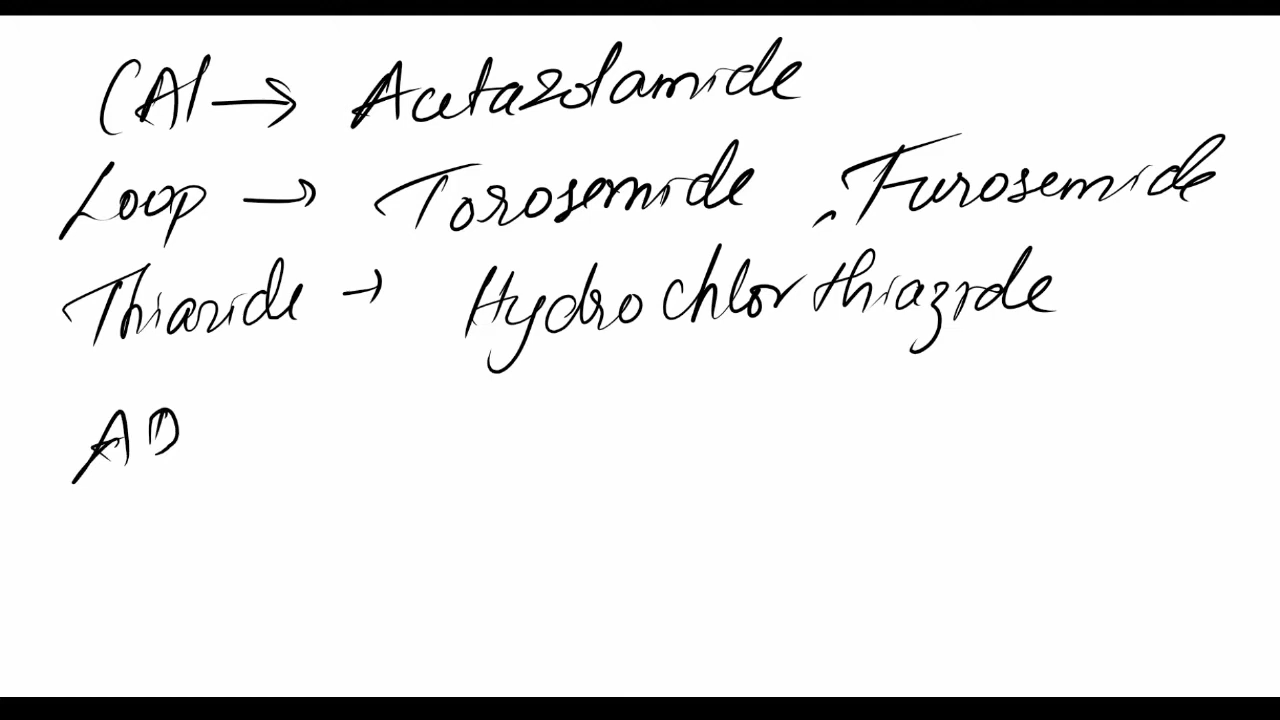 CAI → Acetazolamide
Loop → Torosemide, Furosemide
Thiazide → Hydrochlorthiazide
AD